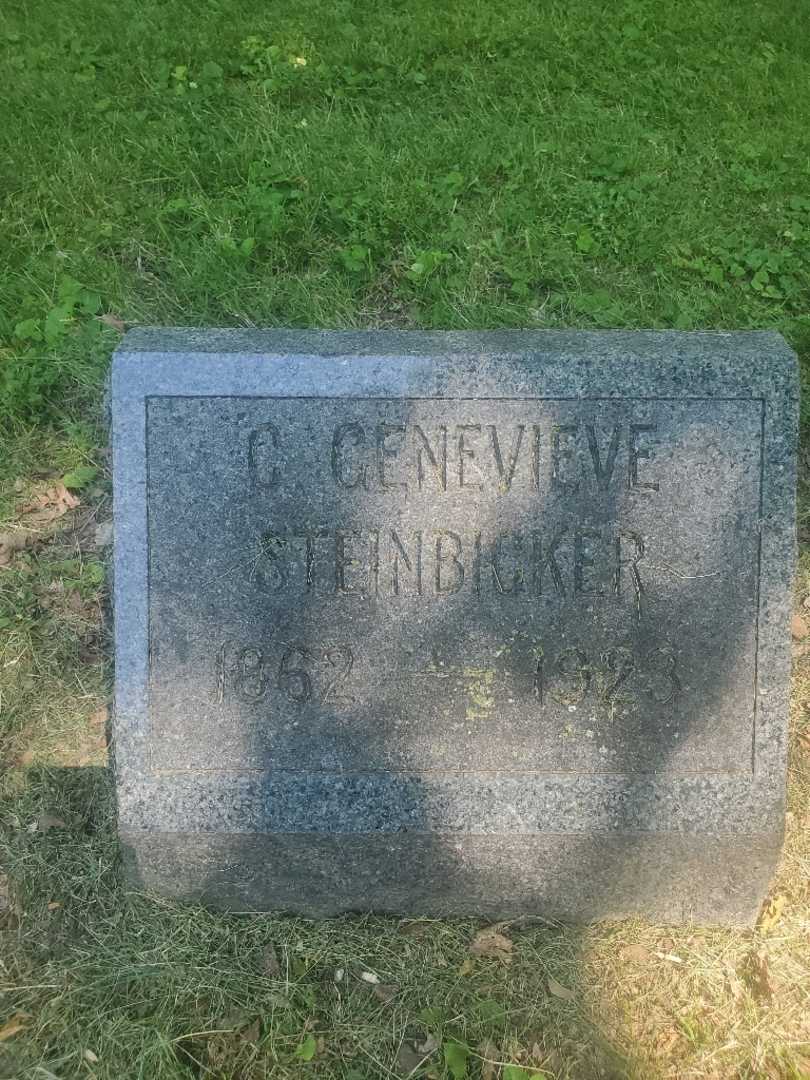 C GENEVIEVE
STEINBICKER
1862 - 1923